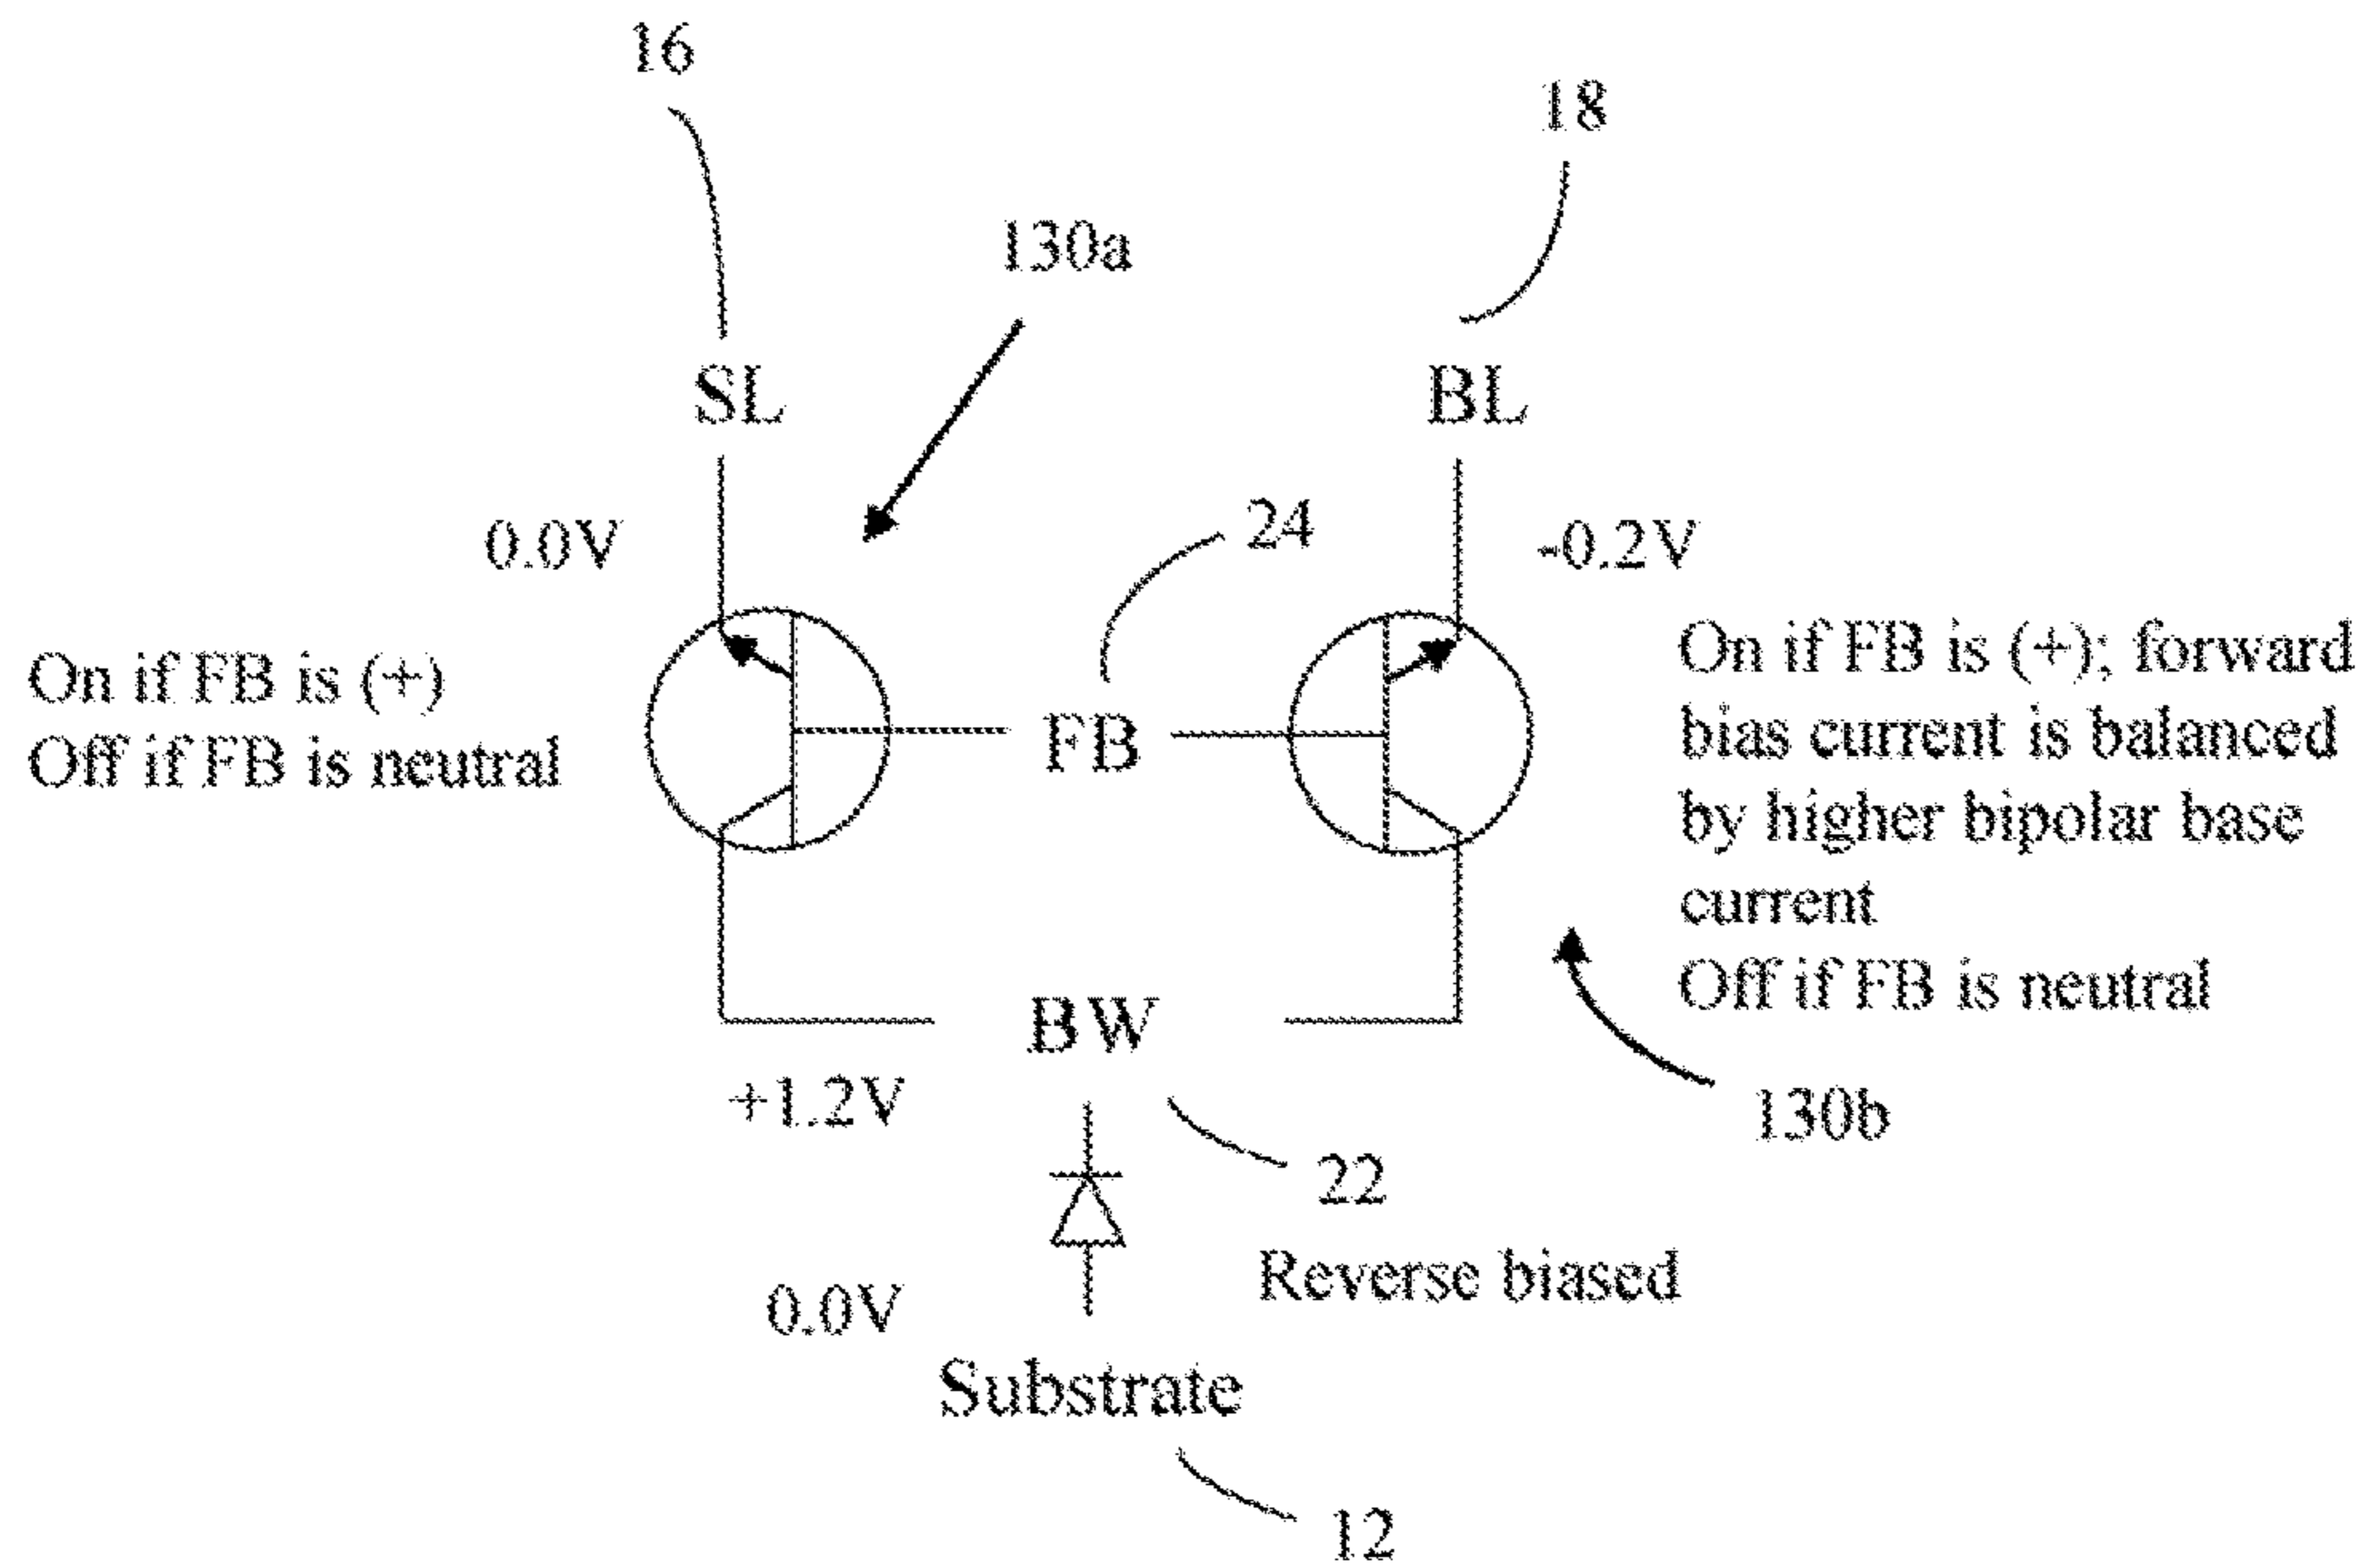 16
18
130a
SL
BL
24
0.0V
-0.2V
On if FB is (+)
Off if FB is neutral
FB
On if FB is (+); forward
bias current is balanced
by higher bipolar base
current
Off if FB is neutral
BW
+1.2V
130b
22
Reverse biased
0.0V
Substrate
12